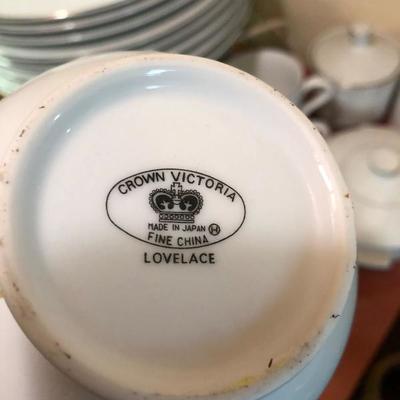 CROWN VICTORIA
MADE IN JAPAN H
FINE CHINA
LOVELACE